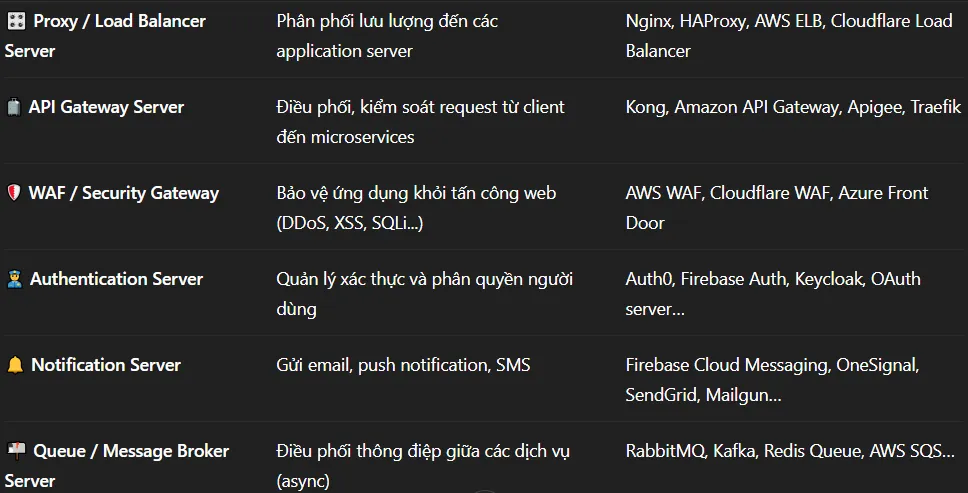 Proxy / Load Balancer
Server
Phân phối lưu lượng đến các
application server
Nginx, HAProxy, AWS ELB, Cloudflare Load
Balancer
API Gateway Server
Điều phối, kiểm soát request từ client
đến microservices
Kong, Amazon API Gateway, Apigee, Traefik
WAF / Security Gateway
Bảo vệ ứng dụng khỏi tấn công web
(DDoS, XSS, SQLi...)
AWS WAF, Cloudflare WAF, Azure Front
Door
Authentication Server
Quản lý xác thực và phân quyền người
dùng
Auth0, Firebase Auth, Keycloak, OAuth
server...
Notification Server
Gửi email, push notification, SMS
Firebase Cloud Messaging, OneSignal,
SendGrid, Mailgun...
Queue / Message Broker
Server
Điều phối thông điệp giữa các dịch vụ
(async)
RabbitMQ, Kafka, Redis Queue, AWS SQS...